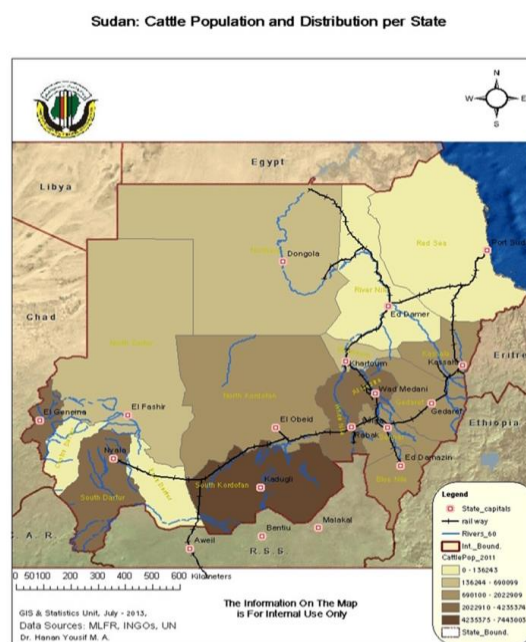 Sudan: Cattle Population and Distribution per State
N
W
E
S
Egypt
Libya
Red Sea
Port Sud
Dongola
River Nile
Chad
Ed Damer
Khartoum
Kassala
Eritre
North Kordofan
Wad Medani
Gedaref
Gedaref
El Fashir
El Geneina
El Obeid
Rabak
Ethiopia
Nyala
Ed Damazin
South Kordofan
Kadugli
Blue Nile
South Darfur
Bentiu
Malakal
C. A. R.
Aweil
R.S.S.
Kilometers
50100 200 300 400 500 600
Legend
State_capitals
rail way
Rivers_60
Int._Bound.
CattlePop_2011
0 - 136243
136244 - 690099
690100 - 2022909
2022910 - 4235374
4235375 - 7443000
State_Bound.
The Information On The Map
is For Internal Use Only
GIS & Statistics Unit, July - 2013,
Data Sources: MLFR, INGOs, UN
Dr. Hanan Yousif M. A.